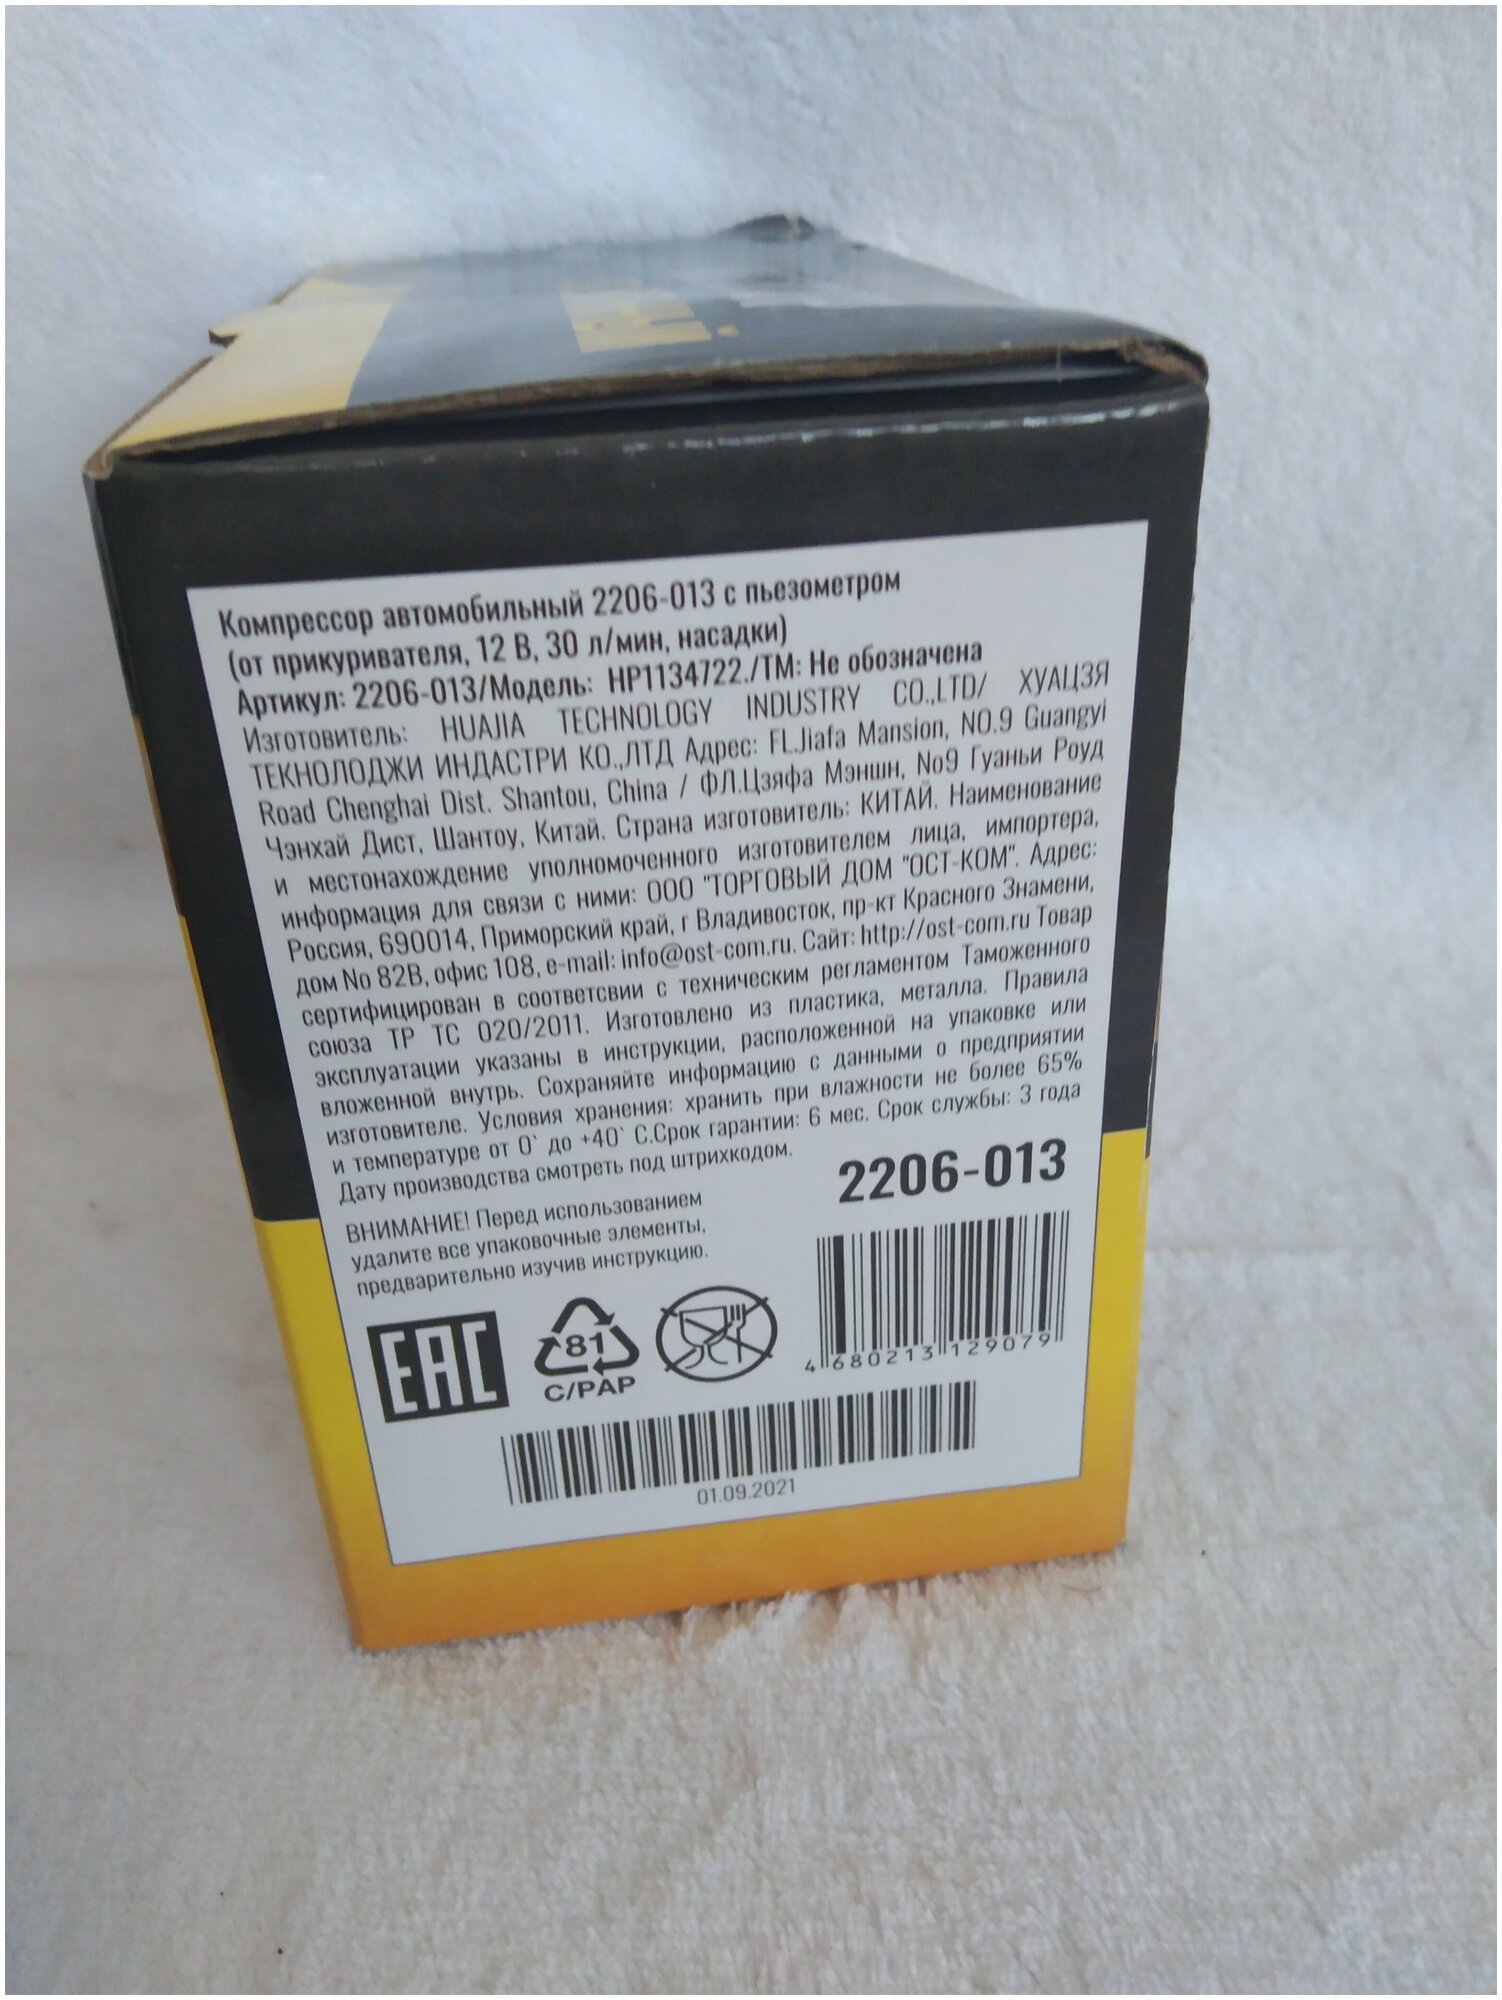 Компрессор автомобильный 2206-013 с пьезометром
(от прикуривателя, 12 В, 30 л/мин, насадки)
Артикул: 2206-013/Модель: HP1134722./ТМ: Не обозначена
Изготовитель: HUAJIA TECHNOLOGY INDUSTRY CO.,LTD/ ХУАЦЗЯ
ТЕКНОЛОДЖИ ИНДАСТРИ КО.,ЛТД Адрес: FL.Jiafa Mansion, NO.9 Guangyi
Road Chenghai Dist. Shantou, China / ФЛ.Цзяфа Мэншн, No9 Гуаньи Роуд
Чэнхай Дист, Шантоу, Китай. Страна изготовитель: КИТАЙ. Наименование
и местонахождение уполномоченного изготовителем лица, импортера,
информация для связи с ними: ООО "ТОРГОВЫЙ ДОМ "ОСТ-КОМ". Адрес:
Россия, 690014, Приморский край, г Владивосток, пр-кт Красного Знамени,
дом No 82В, офис 108, e-mail: info@ost-com.ru. Сайт: http://ost-com.ru Товар
сертифицирован в соответсвии с техническим регламентом Таможенного
союза ТР ТС 020/2011. Изготовлено из пластика, металла. Правила
эксплуатации указаны в инструкции, расположенной на упаковке или
вложенной внутрь. Сохраняйте информацию с данными о предприятии
изготовителе. Условия хранения: хранить при влажности не более 65%
и температуре от 0` до +40` С.Срок гарантии: 6 мес. Срок службы: 3 года
Дату производства смотреть под штрихкодом.
2206-013
ВНИМАНИЕ! Перед использованием
удалите все упаковочные элементы,
предварительно изучив инструкцию.
EAC
81
C/PAP
4 680213 129079
01.09.2021